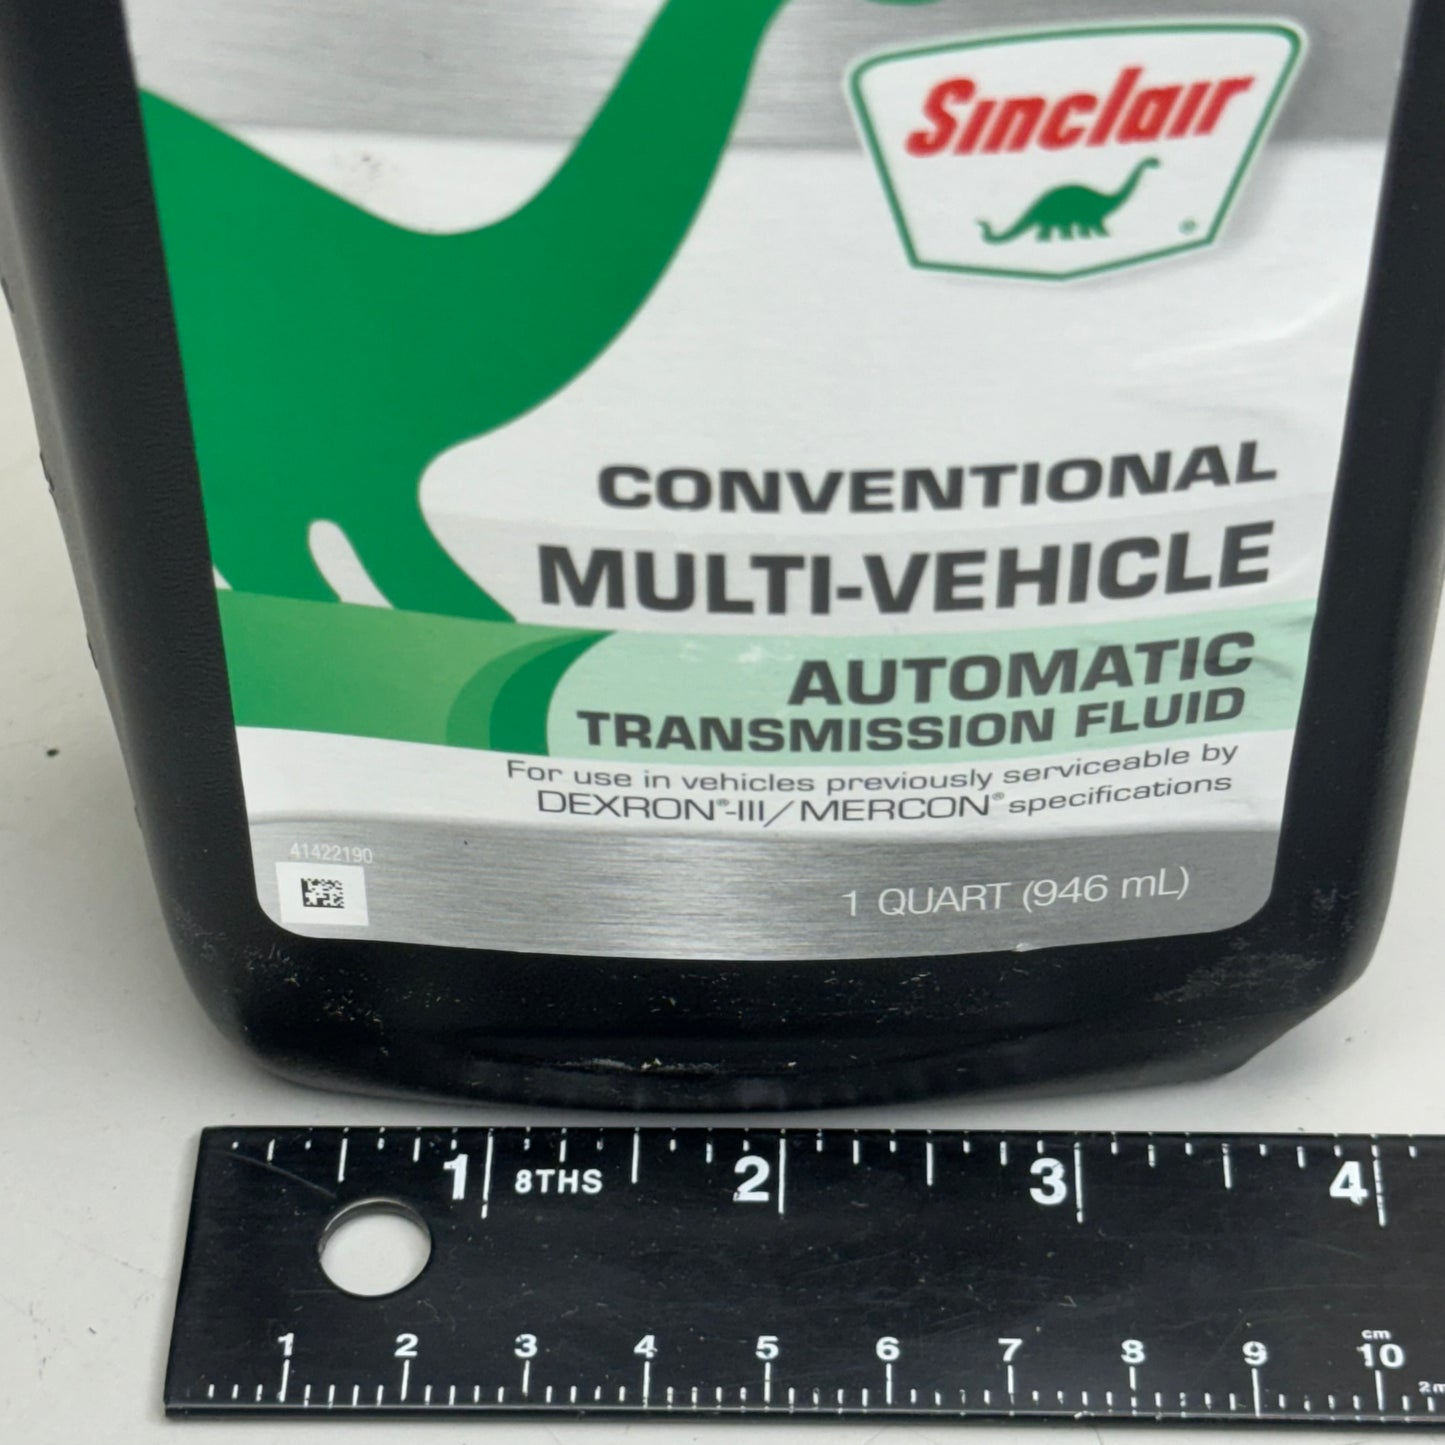 Sinclair
®
CONVENTIONAL
MULTI-VEHICLE
AUTOMATIC
TRANSMISSION FLUID
For use in vehicles previously serviceable by
DEXRON®-III/MERCON® specifications
41422190
1 QUART (946 mL)
1 8THS 2 3 4
cm
1 2 3 4 5 6 7 8 9 10